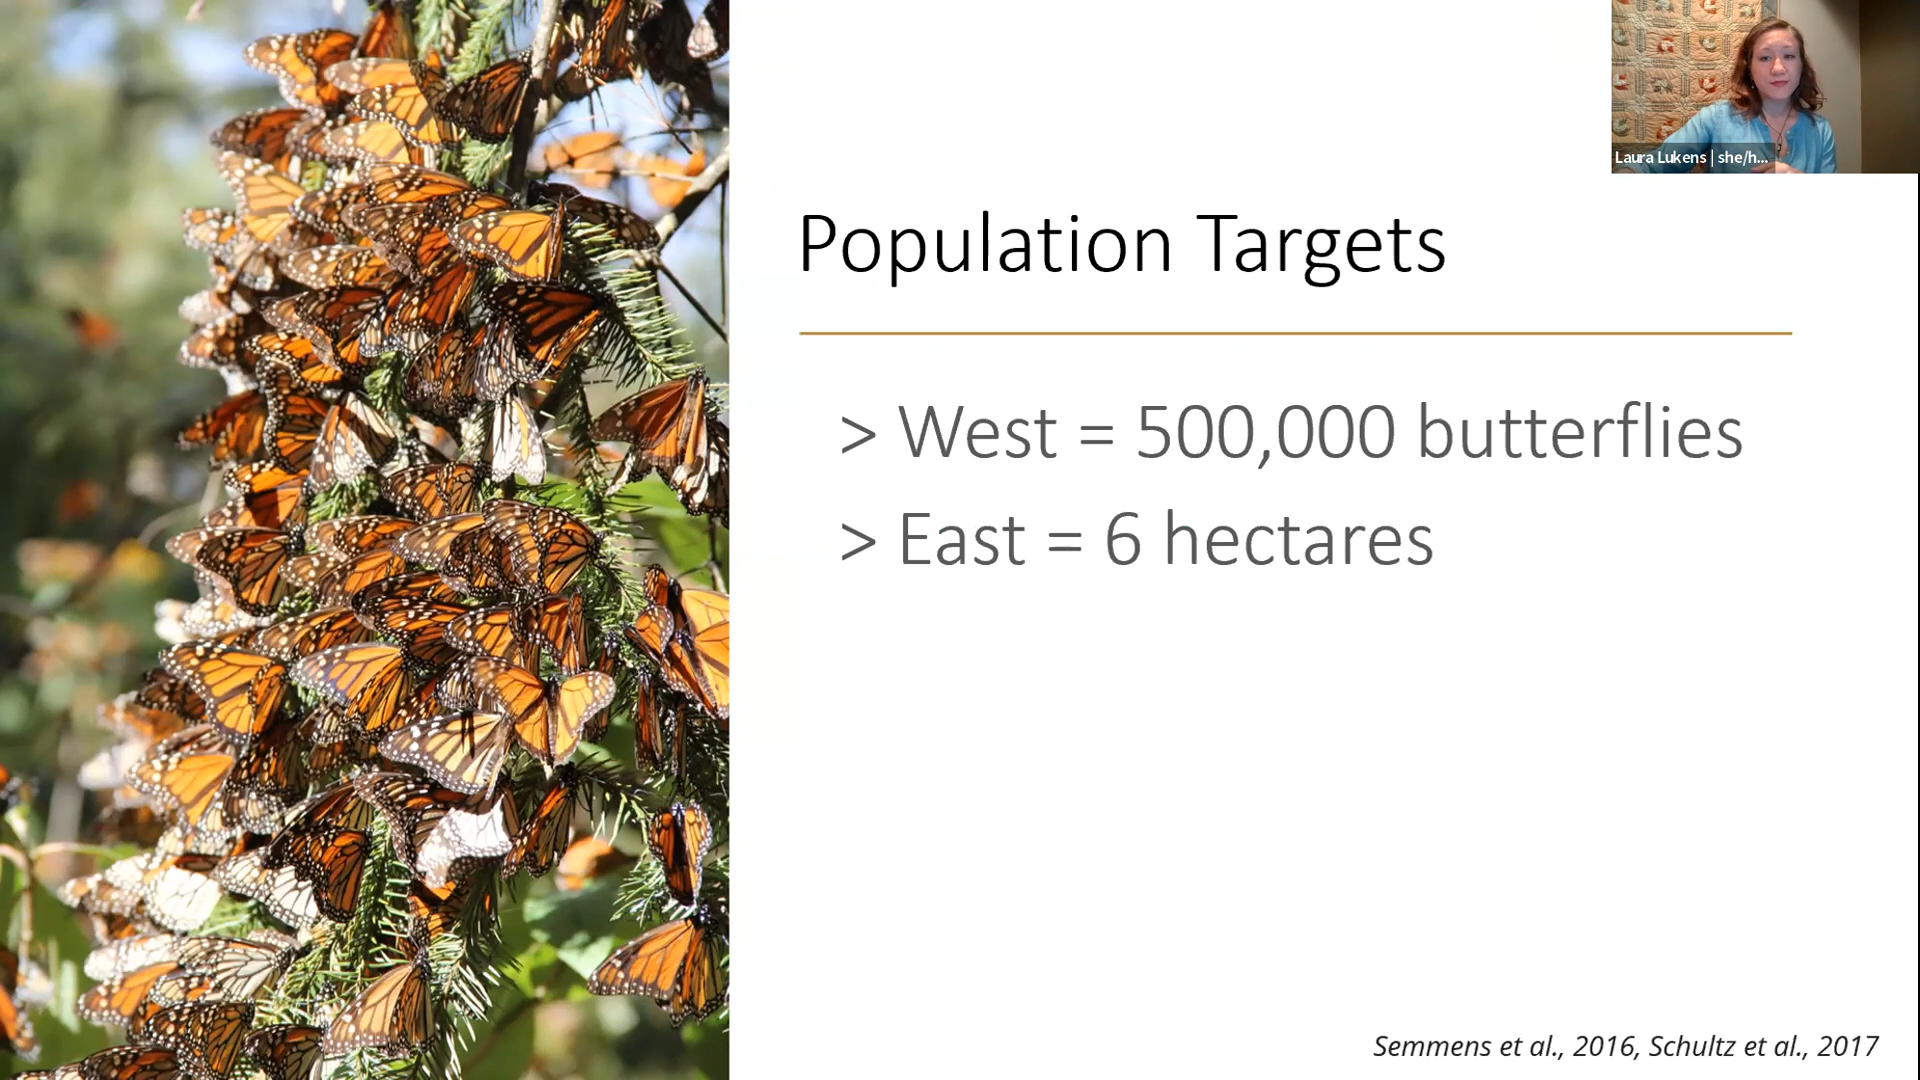 Laura Lukens | she/h...
Population Targets
> West = 500,000 butterflies
> East = 6 hectares
Semmens et al., 2016, Schultz et al., 2017